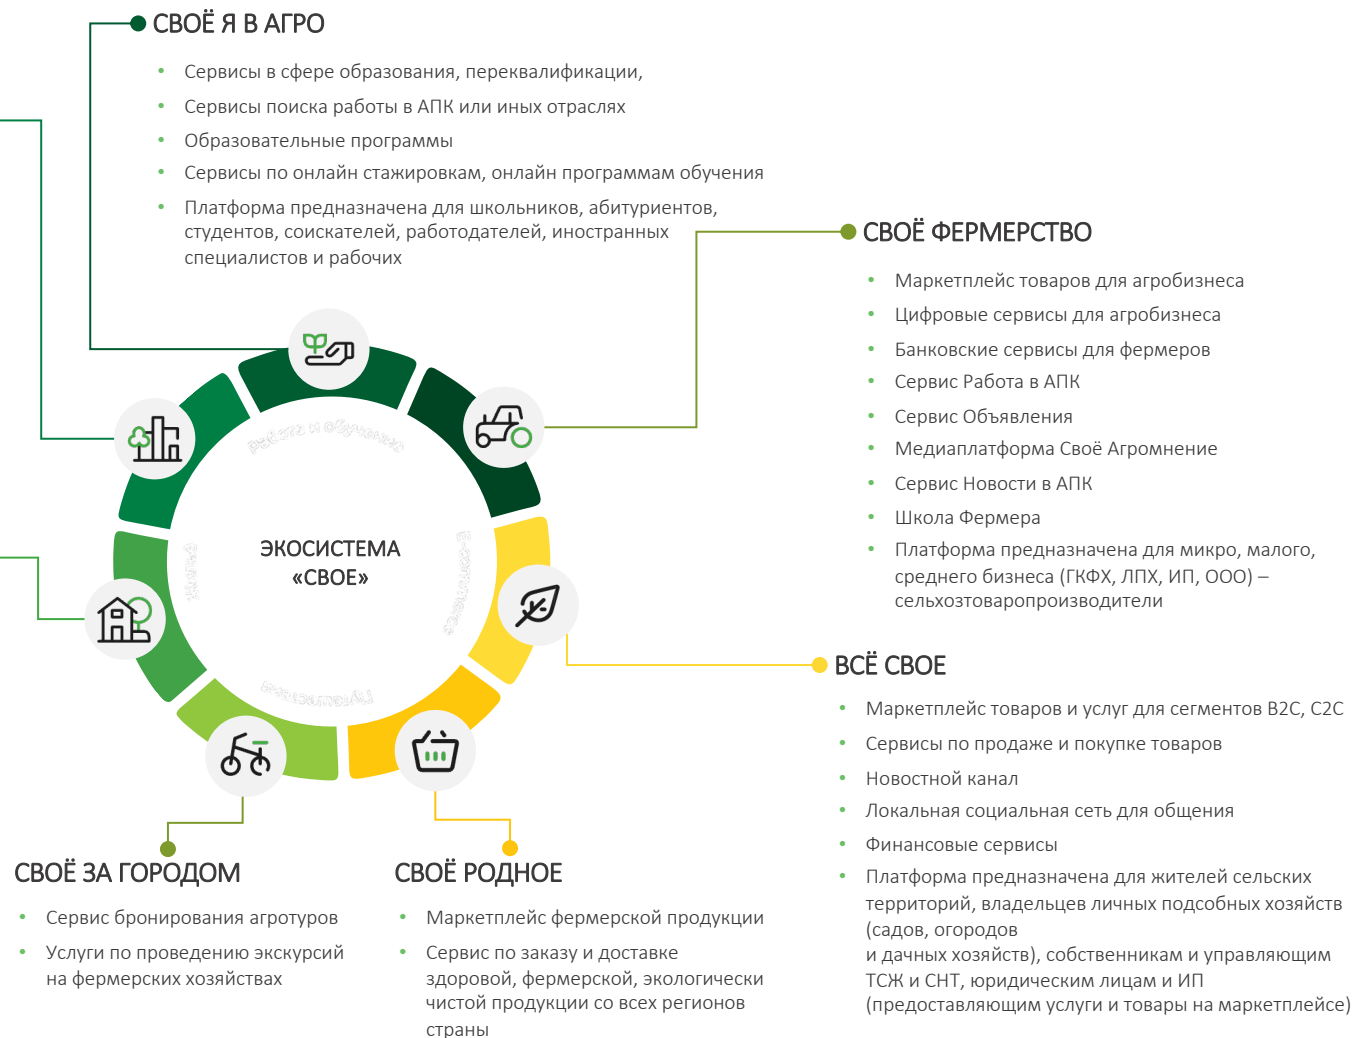 СВОЁ Я В АГРО
• Сервисы в сфере образования, переквалификации,
• Сервисы поиска работы в АПК или иных отраслях
• Образовательные программы
• Сервисы по онлайн стажировкам, онлайн программам обучения
• Платформа предназначена для школьников, абитуриентов,
студентов, соискателей, работодателей, иностранных
специалистов и рабочих
СВОЁ ФЕРМЕРСТВО
• Маркетплейс товаров для агробизнеса
• Цифровые сервисы для агробизнеса
• Банковские сервисы для фермеров
• Сервис Работа в АПК
• Сервис Объявления
• Медиаплатформа Своё Агромнение
• Сервис Новости в АПК
• Школа Фермера
• Платформа предназначена для микро, малого,
среднего бизнеса (ГКФХ, ЛПХ, ИП, ООО) –
сельхозтоваропроизводители
Работа и обучение
ЭКОСИСТЕМА
«СВОЕ»
ВСЁ СВОЕ
• Маркетплейс товаров и услуг для сегментов B2C, C2C
• Сервисы по продаже и покупке товаров
• Новостной канал
• Локальная социальная сеть для общения
• Финансовые сервисы
• Платформа предназначена для жителей сельских
территорий, владельцев личных подсобных хозяйств
(садов, огородов
и дачных хозяйств), собственникам и управляющим
ТСЖ и СНТ, юридическим лицам и ИП
(предоставляющим услуги и товары на маркетплейсе)
СВОЁ ЗА ГОРОДОМ
• Сервис бронирования агротуров
• Услуги по проведению экскурсий
на фермерских хозяйствах
СВОЁ РОДНОЕ
• Маркетплейс фермерской продукции
• Сервис по заказу и доставке
здоровой, фермерской, экологически
чистой продукции со всех регионов
страны